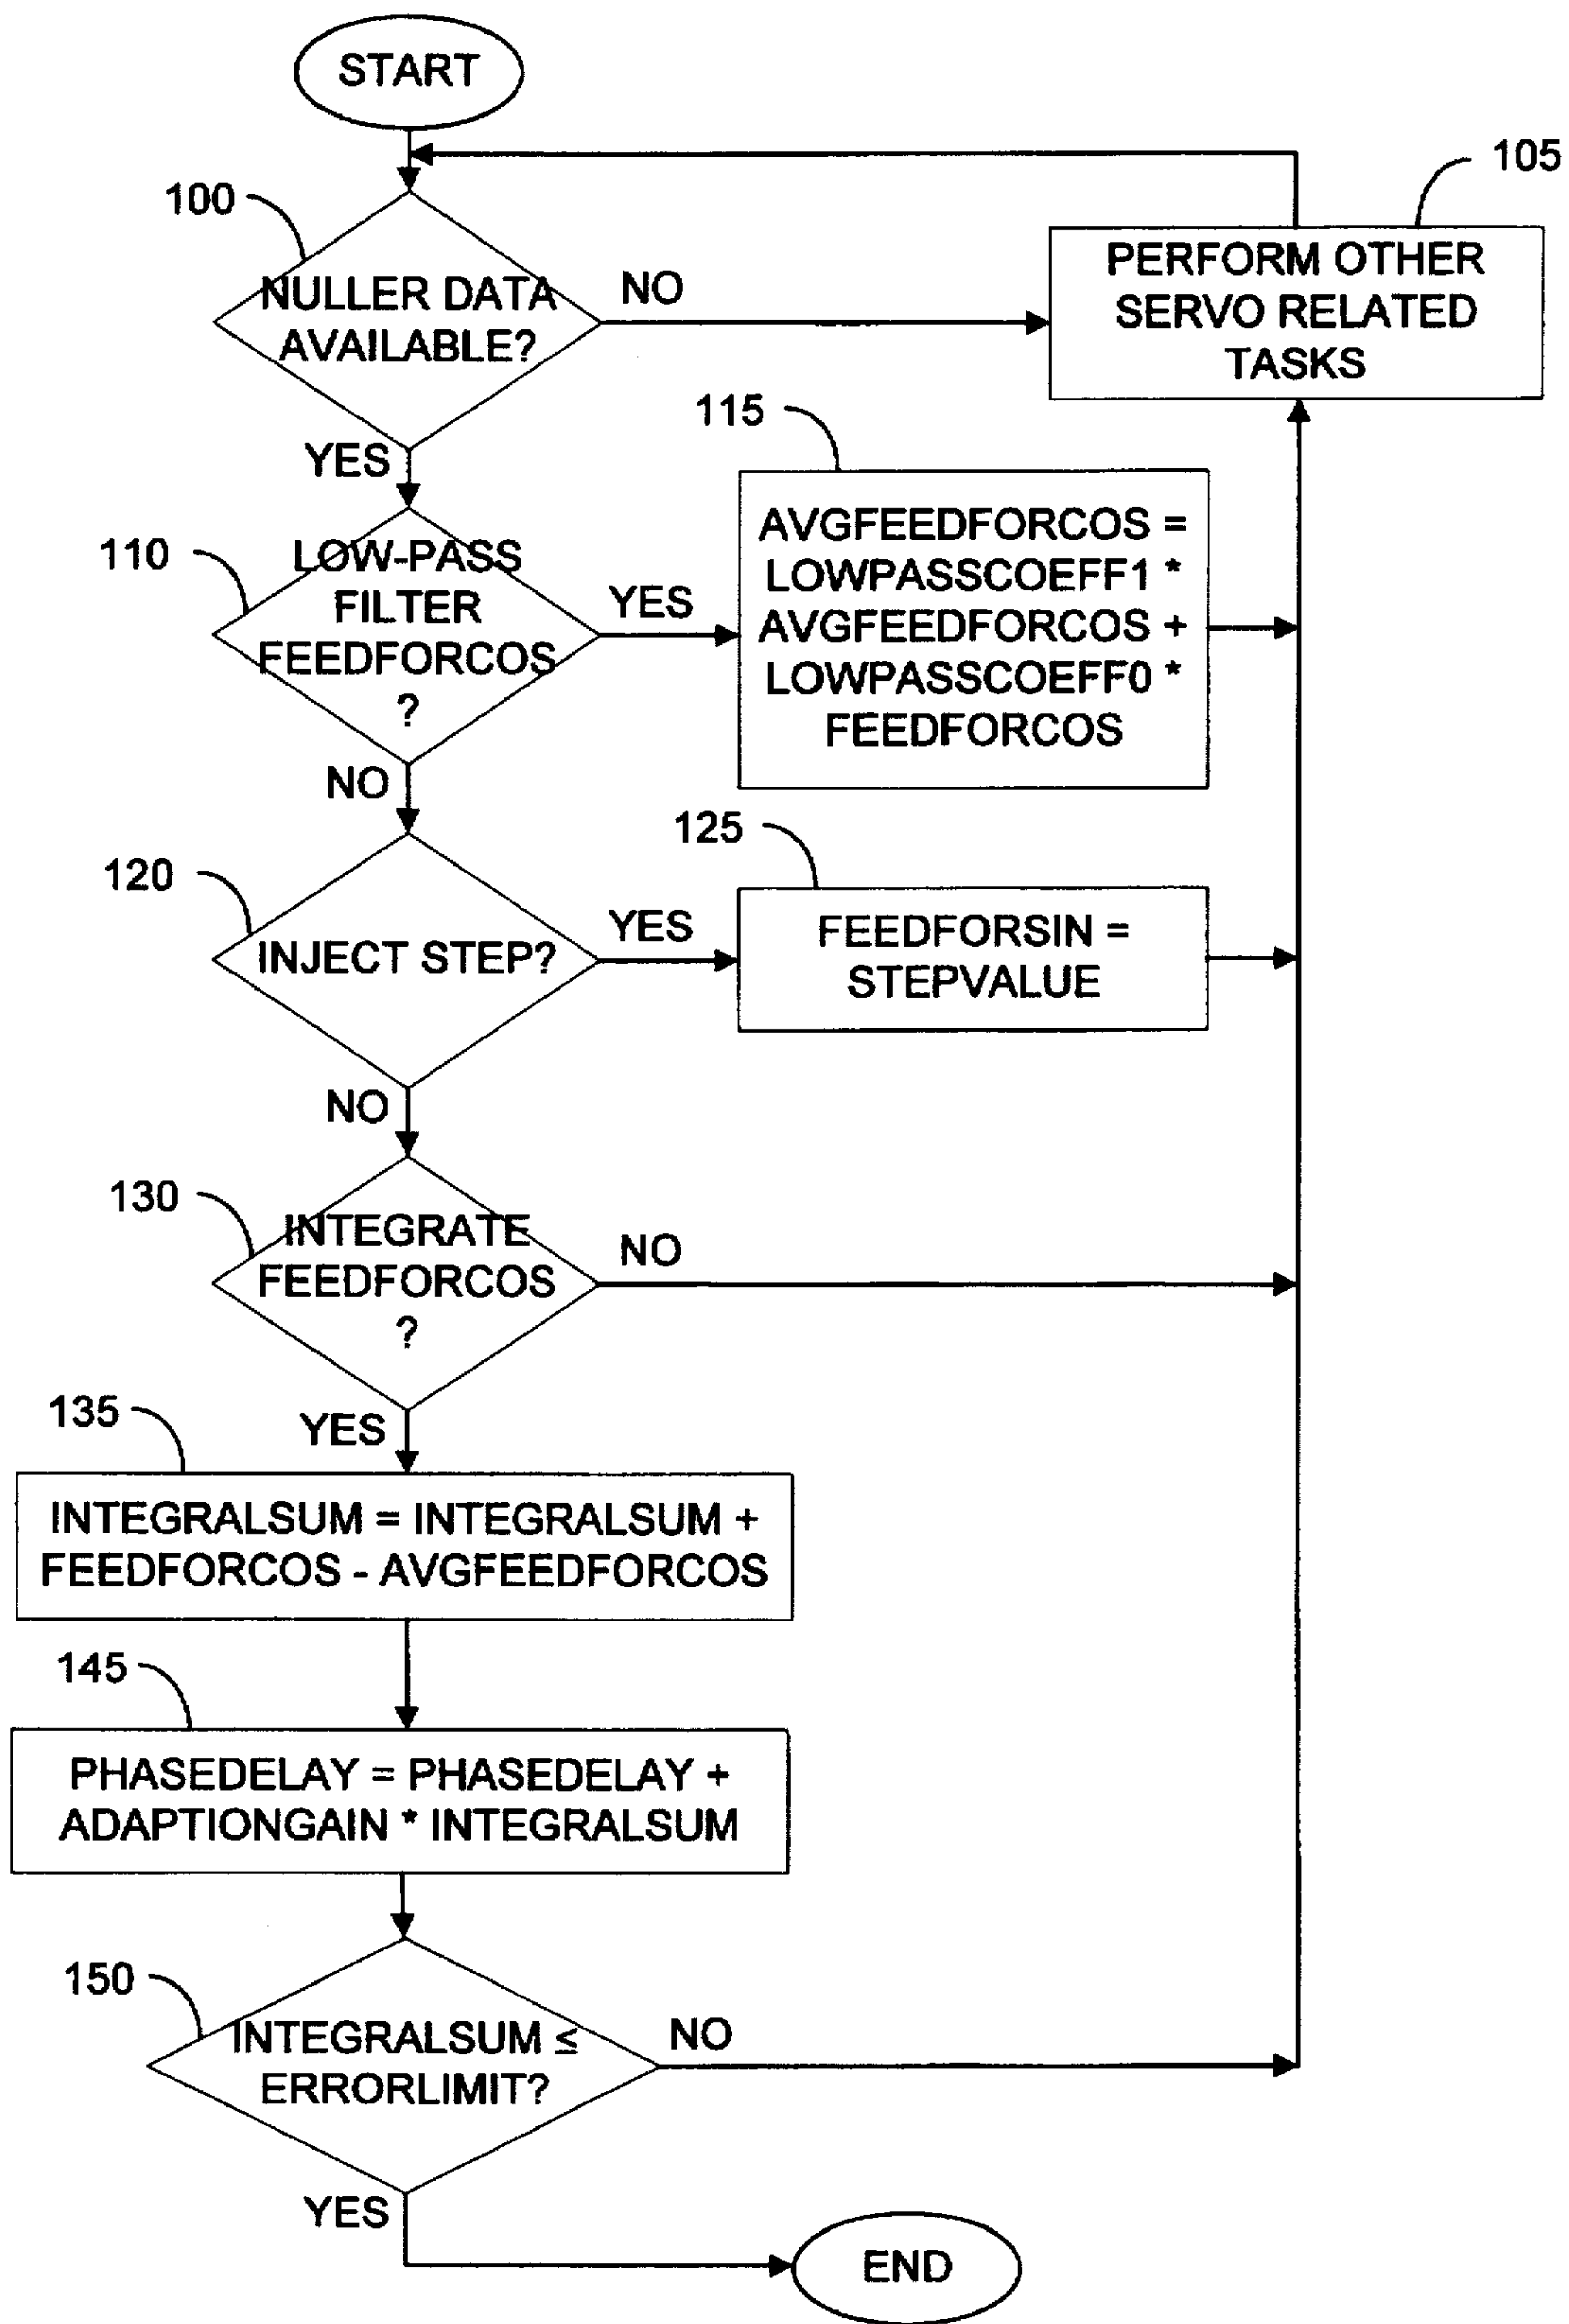 START
105
100
PERFORM OTHER
SERVO RELATED
TASKS
NULLER DATA
AVAILABLE?
NO
YES
115
110
LOW-PASS
FILTER
FEEDFORCOS
?
YES
AVGFEEDFORCOS =
LOWPASSCOEFF1 *
AVGFEEDFORCOS +
LOWPASSCOEFF0 *
FEEDFORCOS
NO
125
120
INJECT STEP?
YES
FEEDFORSIN =
STEPVALUE
NO
130
INTEGRATE
FEEDFORCOS
?
NO
YES
135
INTEGRALSUM = INTEGRALSUM +
FEEDFORCOS - AVGFEEDFORCOS
145
PHASEDELAY = PHASEDELAY +
ADAPTIONGAIN * INTEGRALSUM
150
INTEGRALSUM ≤
ERRORLIMIT?
NO
YES
END